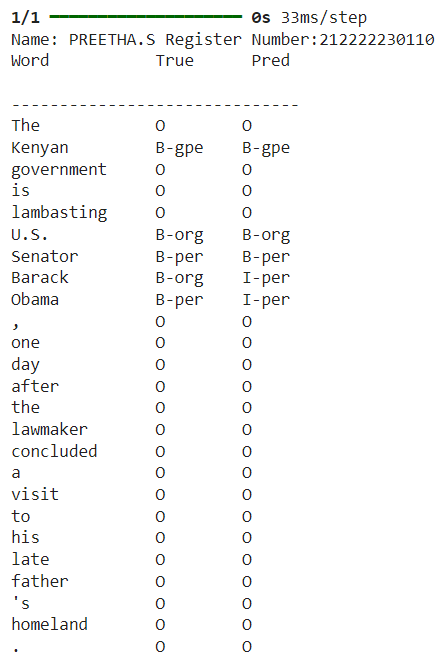 1/1 ━━━━━━━━━━━━━━━━━━━━ 0s 33ms/step
Name: PREETHA.S Register Number:212222230110
Word True Pred
------------------------------
The O O
Kenyan B-gpe B-gpe
government O O
is O O
lambasting O O
U.S. B-org B-org
Senator B-per B-per
Barack B-org I-per
Obama B-per I-per
, O O
one O O
day O O
after O O
the O O
lawmaker O O
concluded O O
a O O
visit O O
to O O
his O O
late O O
father O O
's O O
homeland O O
. O O